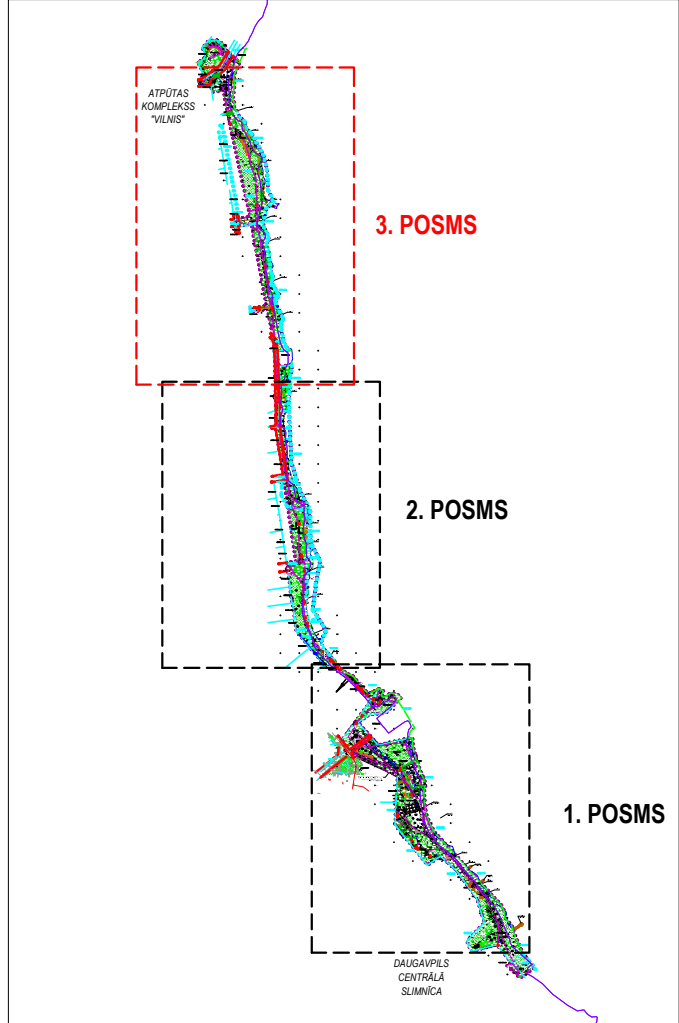 ATPŪTAS
KOMPLEKSS
"VILNIS"
3. POSMS
2. POSMS
1. POSMS
DAUGAVPILS
CENTRĀLĀ
SLIMNĪCA